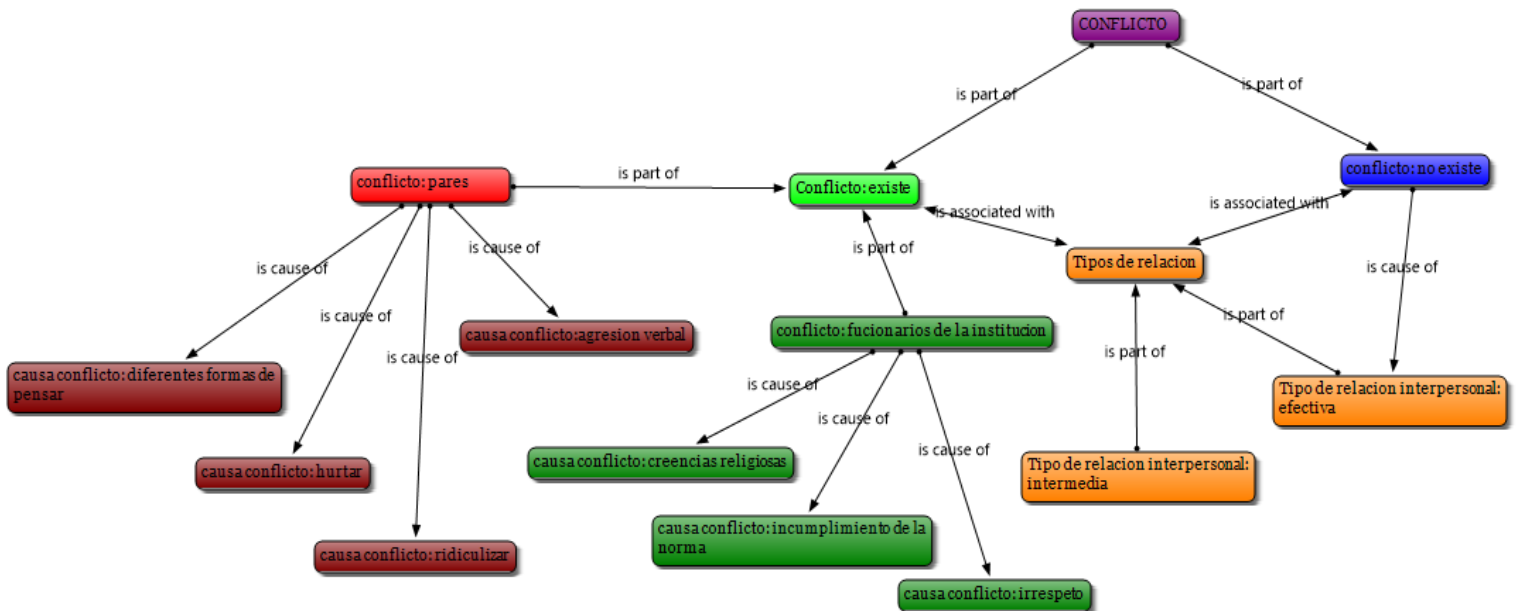 CONFLICTO
is part of
is part of
conflicto: pares
is part of
Conflicto: existe
conflicto: no existe
is associated with
is associated with
Tipos de relacion
is cause of
is cause of
is cause of
is cause of
is part of
is cause of
is part of
is part of
causa conflicto:agresion verbal
conflicto: fucionarios de la institucion
causa conflicto: diferentes formas de
pensar
Tipo de relacion interpersonal:
efectiva
is cause of
is cause of
is cause of
causa conflicto: hurtar
causa conflicto: creencias religiosas
Tipo de relacion interpersonal:
intermedia
causa conflicto: ridiculizar
causa conflicto: incumplimiento de la
norma
causa conflicto: irrespeto